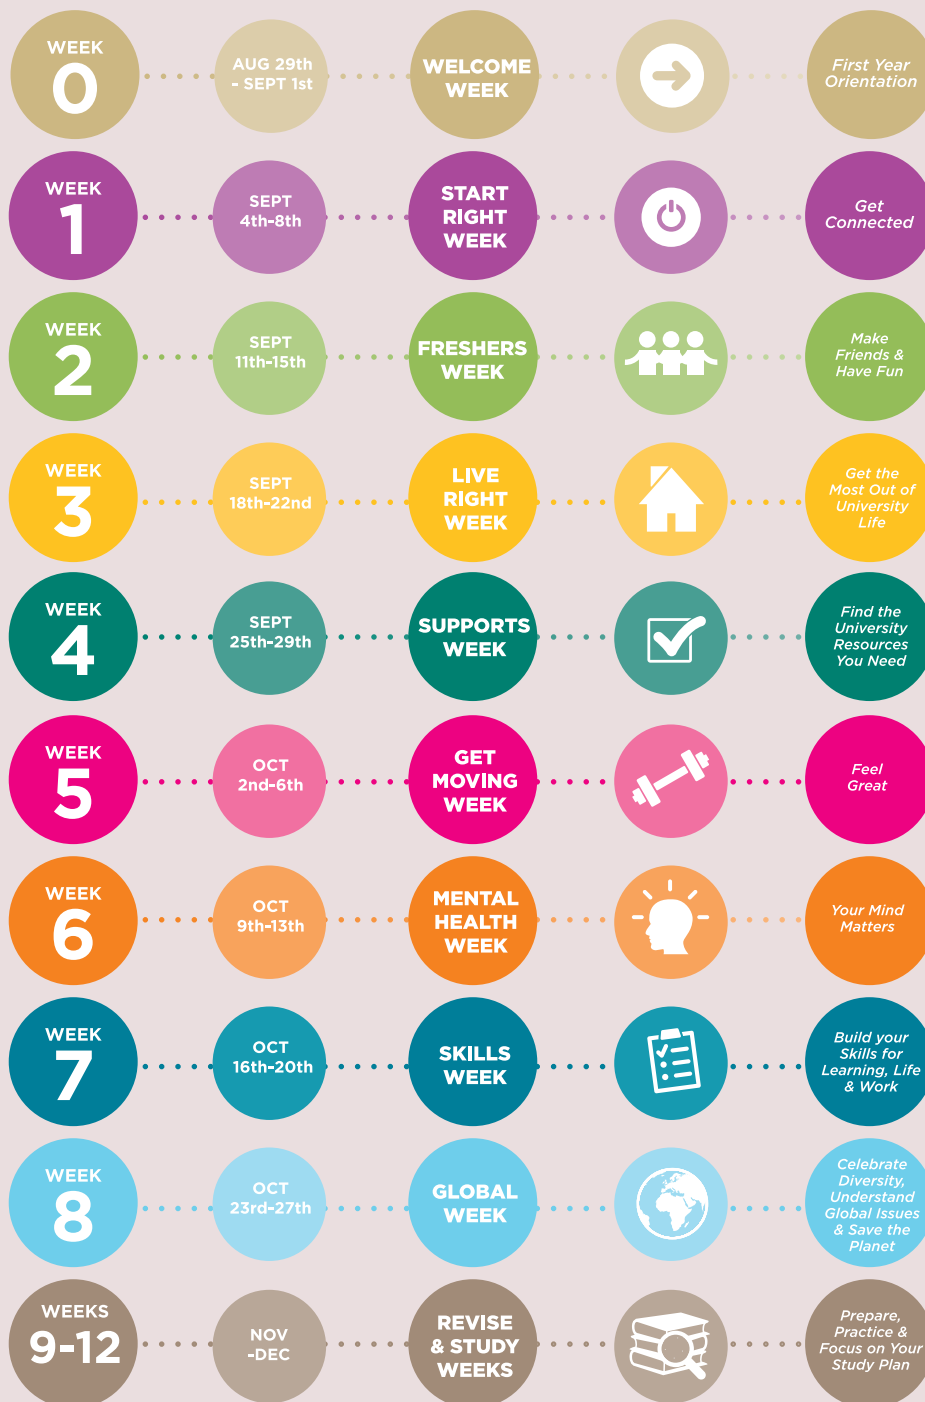 WEEK
0
AUG 29th
- SEPT 1st
WELCOME
WEEK
First Year
Orientation
WEEK
1
SEPT
4th-8th
START
RIGHT
WEEK
Get
Connected
WEEK
2
SEPT
11th-15th
FRESHERS
WEEK
Make
Friends &
Have Fun
WEEK
3
SEPT
18th-22nd
LIVE
RIGHT
WEEK
Get the
Most Out of
University
Life
WEEK
4
SEPT
25th-29th
SUPPORTS
WEEK
Find the
University
Resources
You Need
WEEK
5
OCT
2nd-6th
GET
MOVING
WEEK
Feel
Great
WEEK
6
OCT
9th-13th
MENTAL
HEALTH
WEEK
Your Mind
Matters
WEEK
7
OCT
16th-20th
SKILLS
WEEK
Build your
Skills for
Learning, Life
& Work
WEEK
8
OCT
23rd-27th
GLOBAL
WEEK
Celebrate
Diversity,
Understand
Global Issues
& Save the
Planet
WEEKS
9-12
NOV
-DEC
REVISE
& STUDY
WEEKS
Prepare,
Practice &
Focus on Your
Study Plan